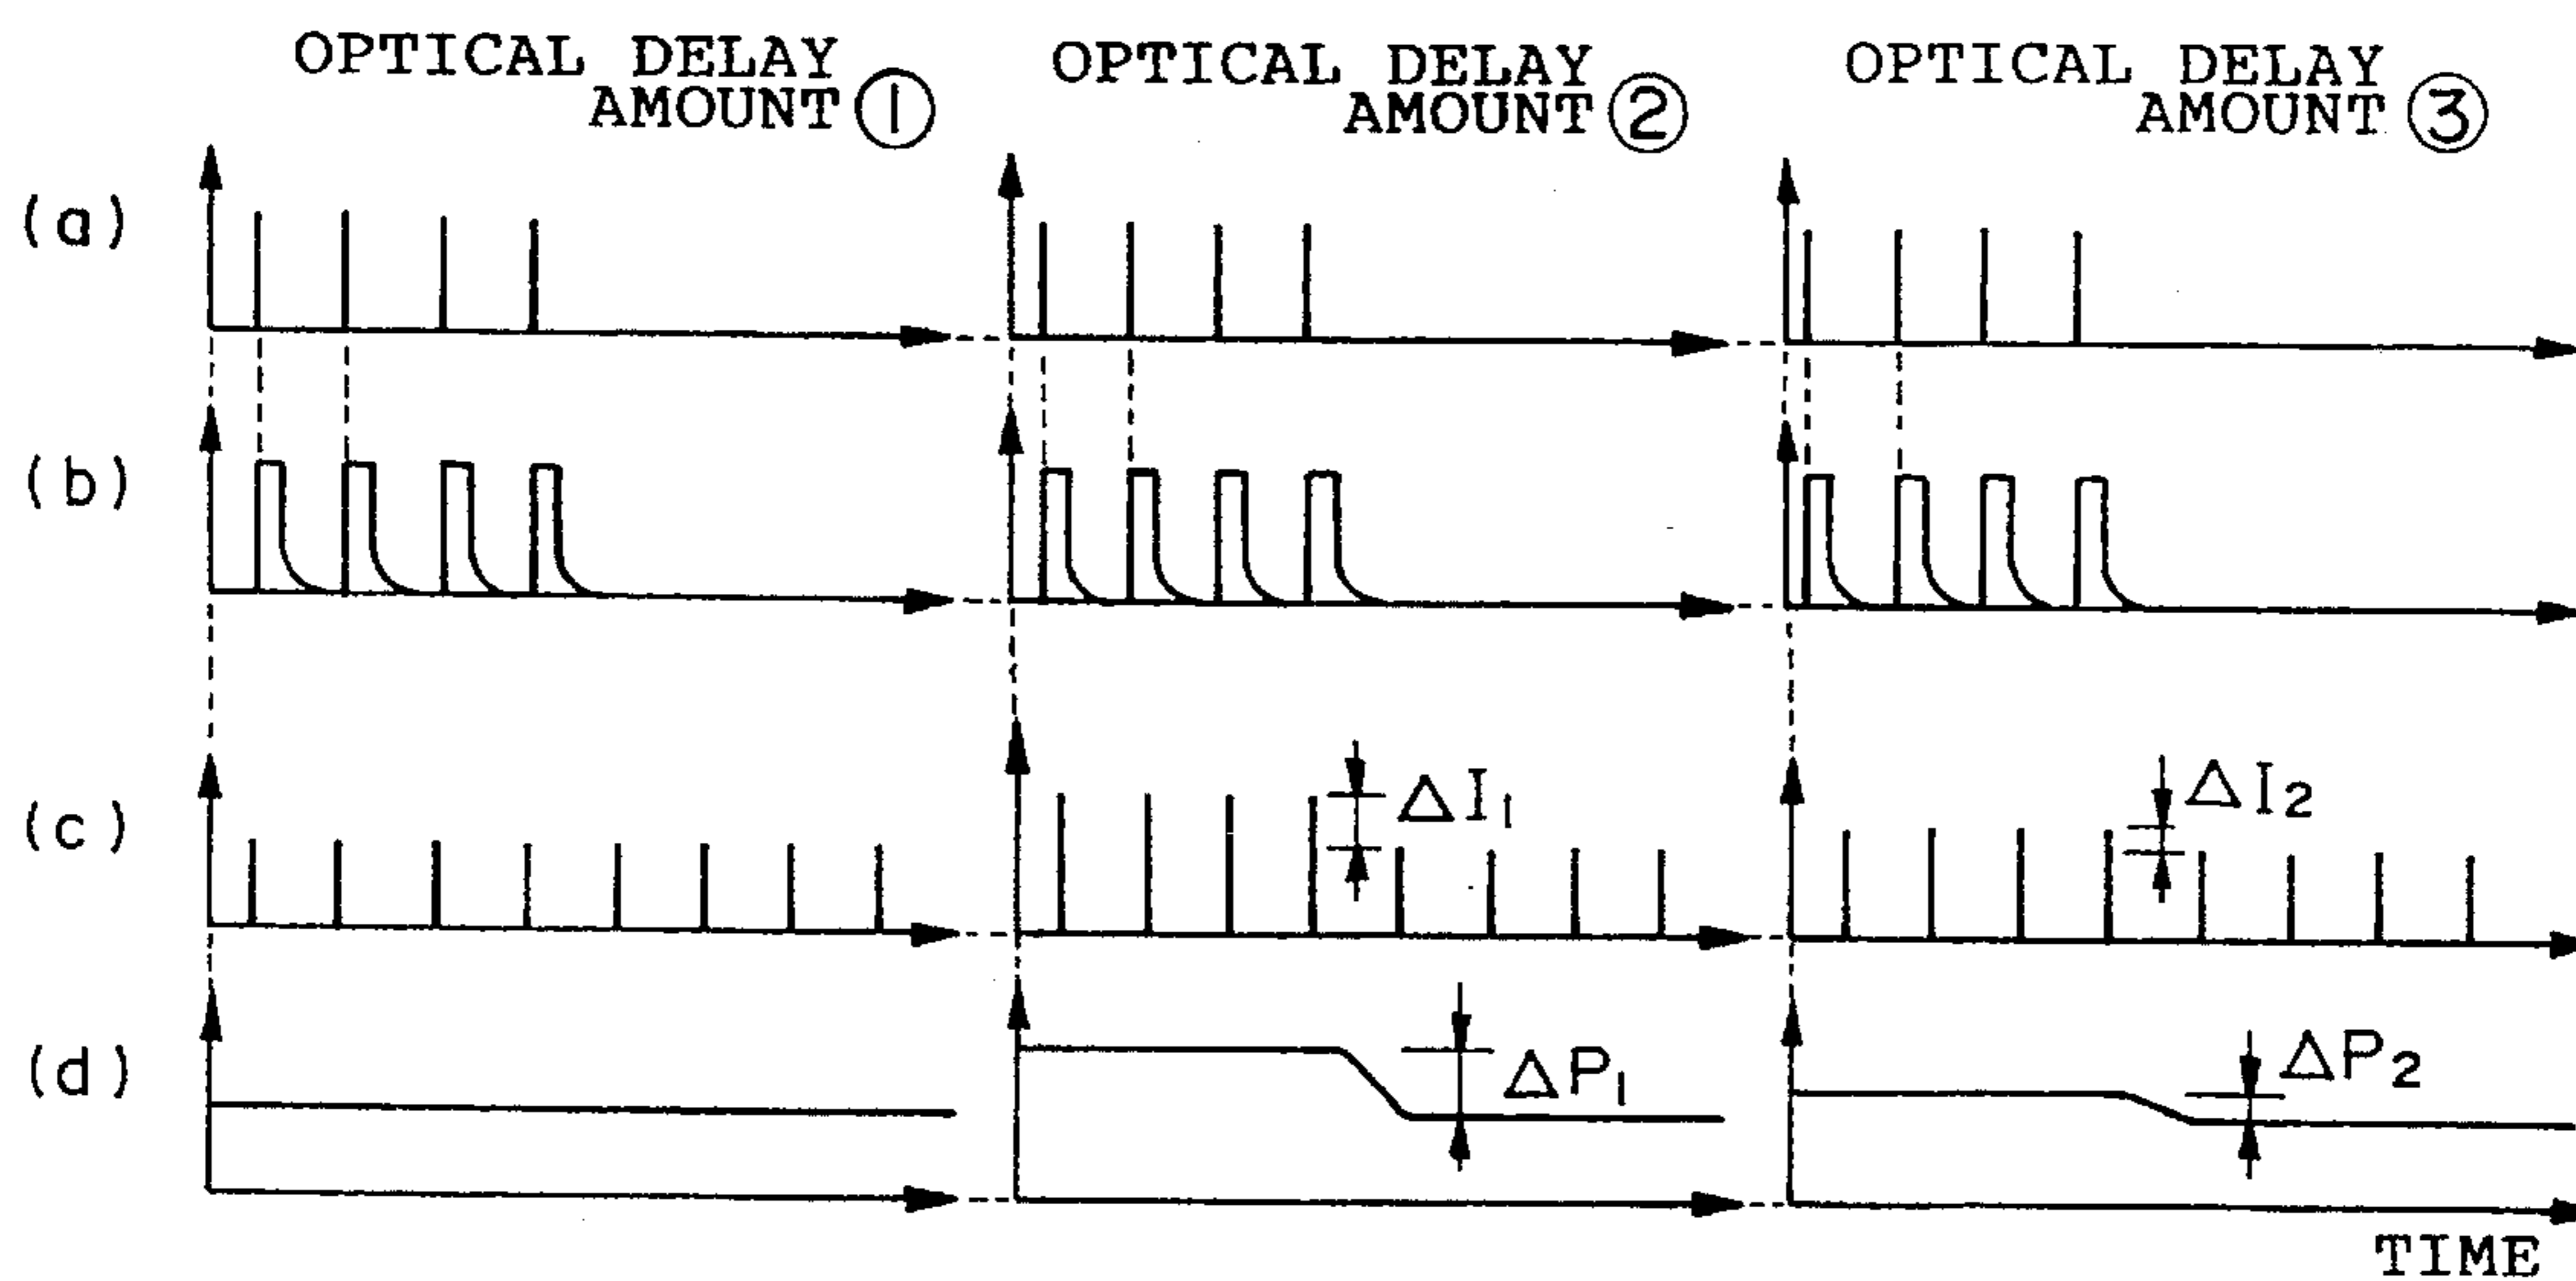 OPTICAL DELAY
AMOUNT ①
OPTICAL DELAY
AMOUNT ②
OPTICAL DELAY
AMOUNT ③
(a)
(b)
(c)
ΔI₁
ΔI₂
(d)
ΔP₁
ΔP₂
TIME